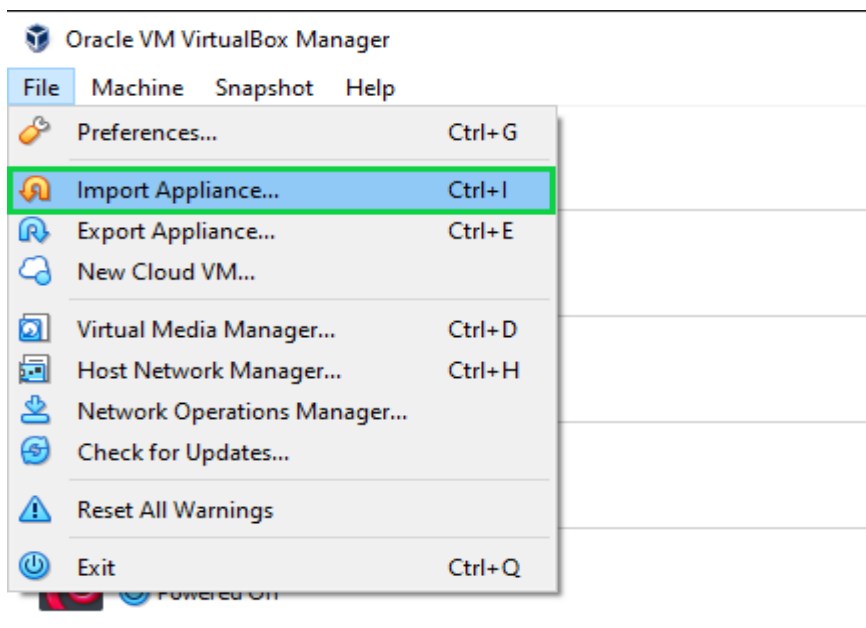 Oracle VM VirtualBox Manager
File Machine Snapshot Help
Preferences... Ctrl+G
Import Appliance... Ctrl+I
Export Appliance... Ctrl+E
New Cloud VM...
Virtual Media Manager... Ctrl+D
Host Network Manager... Ctrl+H
Network Operations Manager...
Check for Updates...
Reset All Warnings
Exit Ctrl+Q
Powered Off